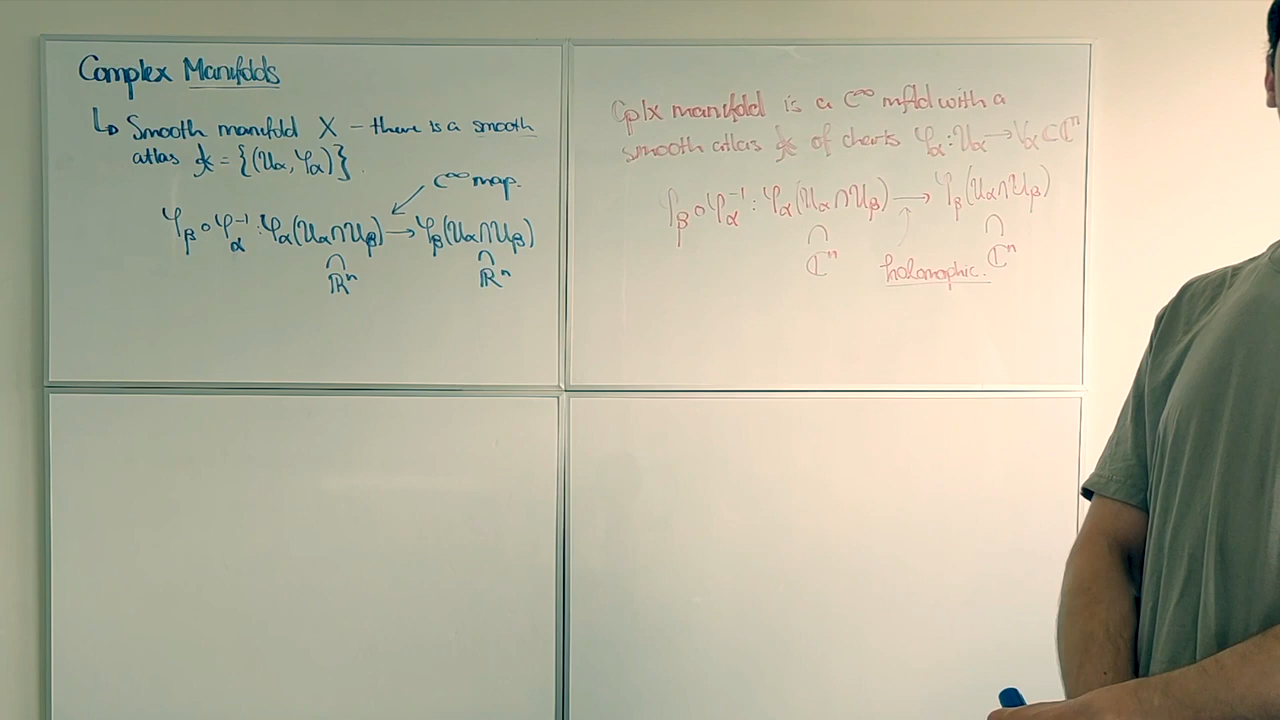 Complex Manifolds
↳ Smooth manifold X – there is a smooth
atlas 𝒜 = {(Uα, φα)}.
C∞ map.
φβ ∘ φα⁻¹ : φα(Uα ∩ Uβ) → φβ(Uα ∩ Uβ)
∩ ∩
ℝⁿ ℝⁿ
Cplx manifold is a C∞ mfld with a
smooth atlas 𝒜 of charts φα : Uα → Vα ⊂ ℂⁿ
φβ ∘ φα⁻¹ : φα(Uα ∩ Uβ) → φβ(Uα ∩ Uβ)
∩ ∩
ℂⁿ holomophic. ℂⁿ